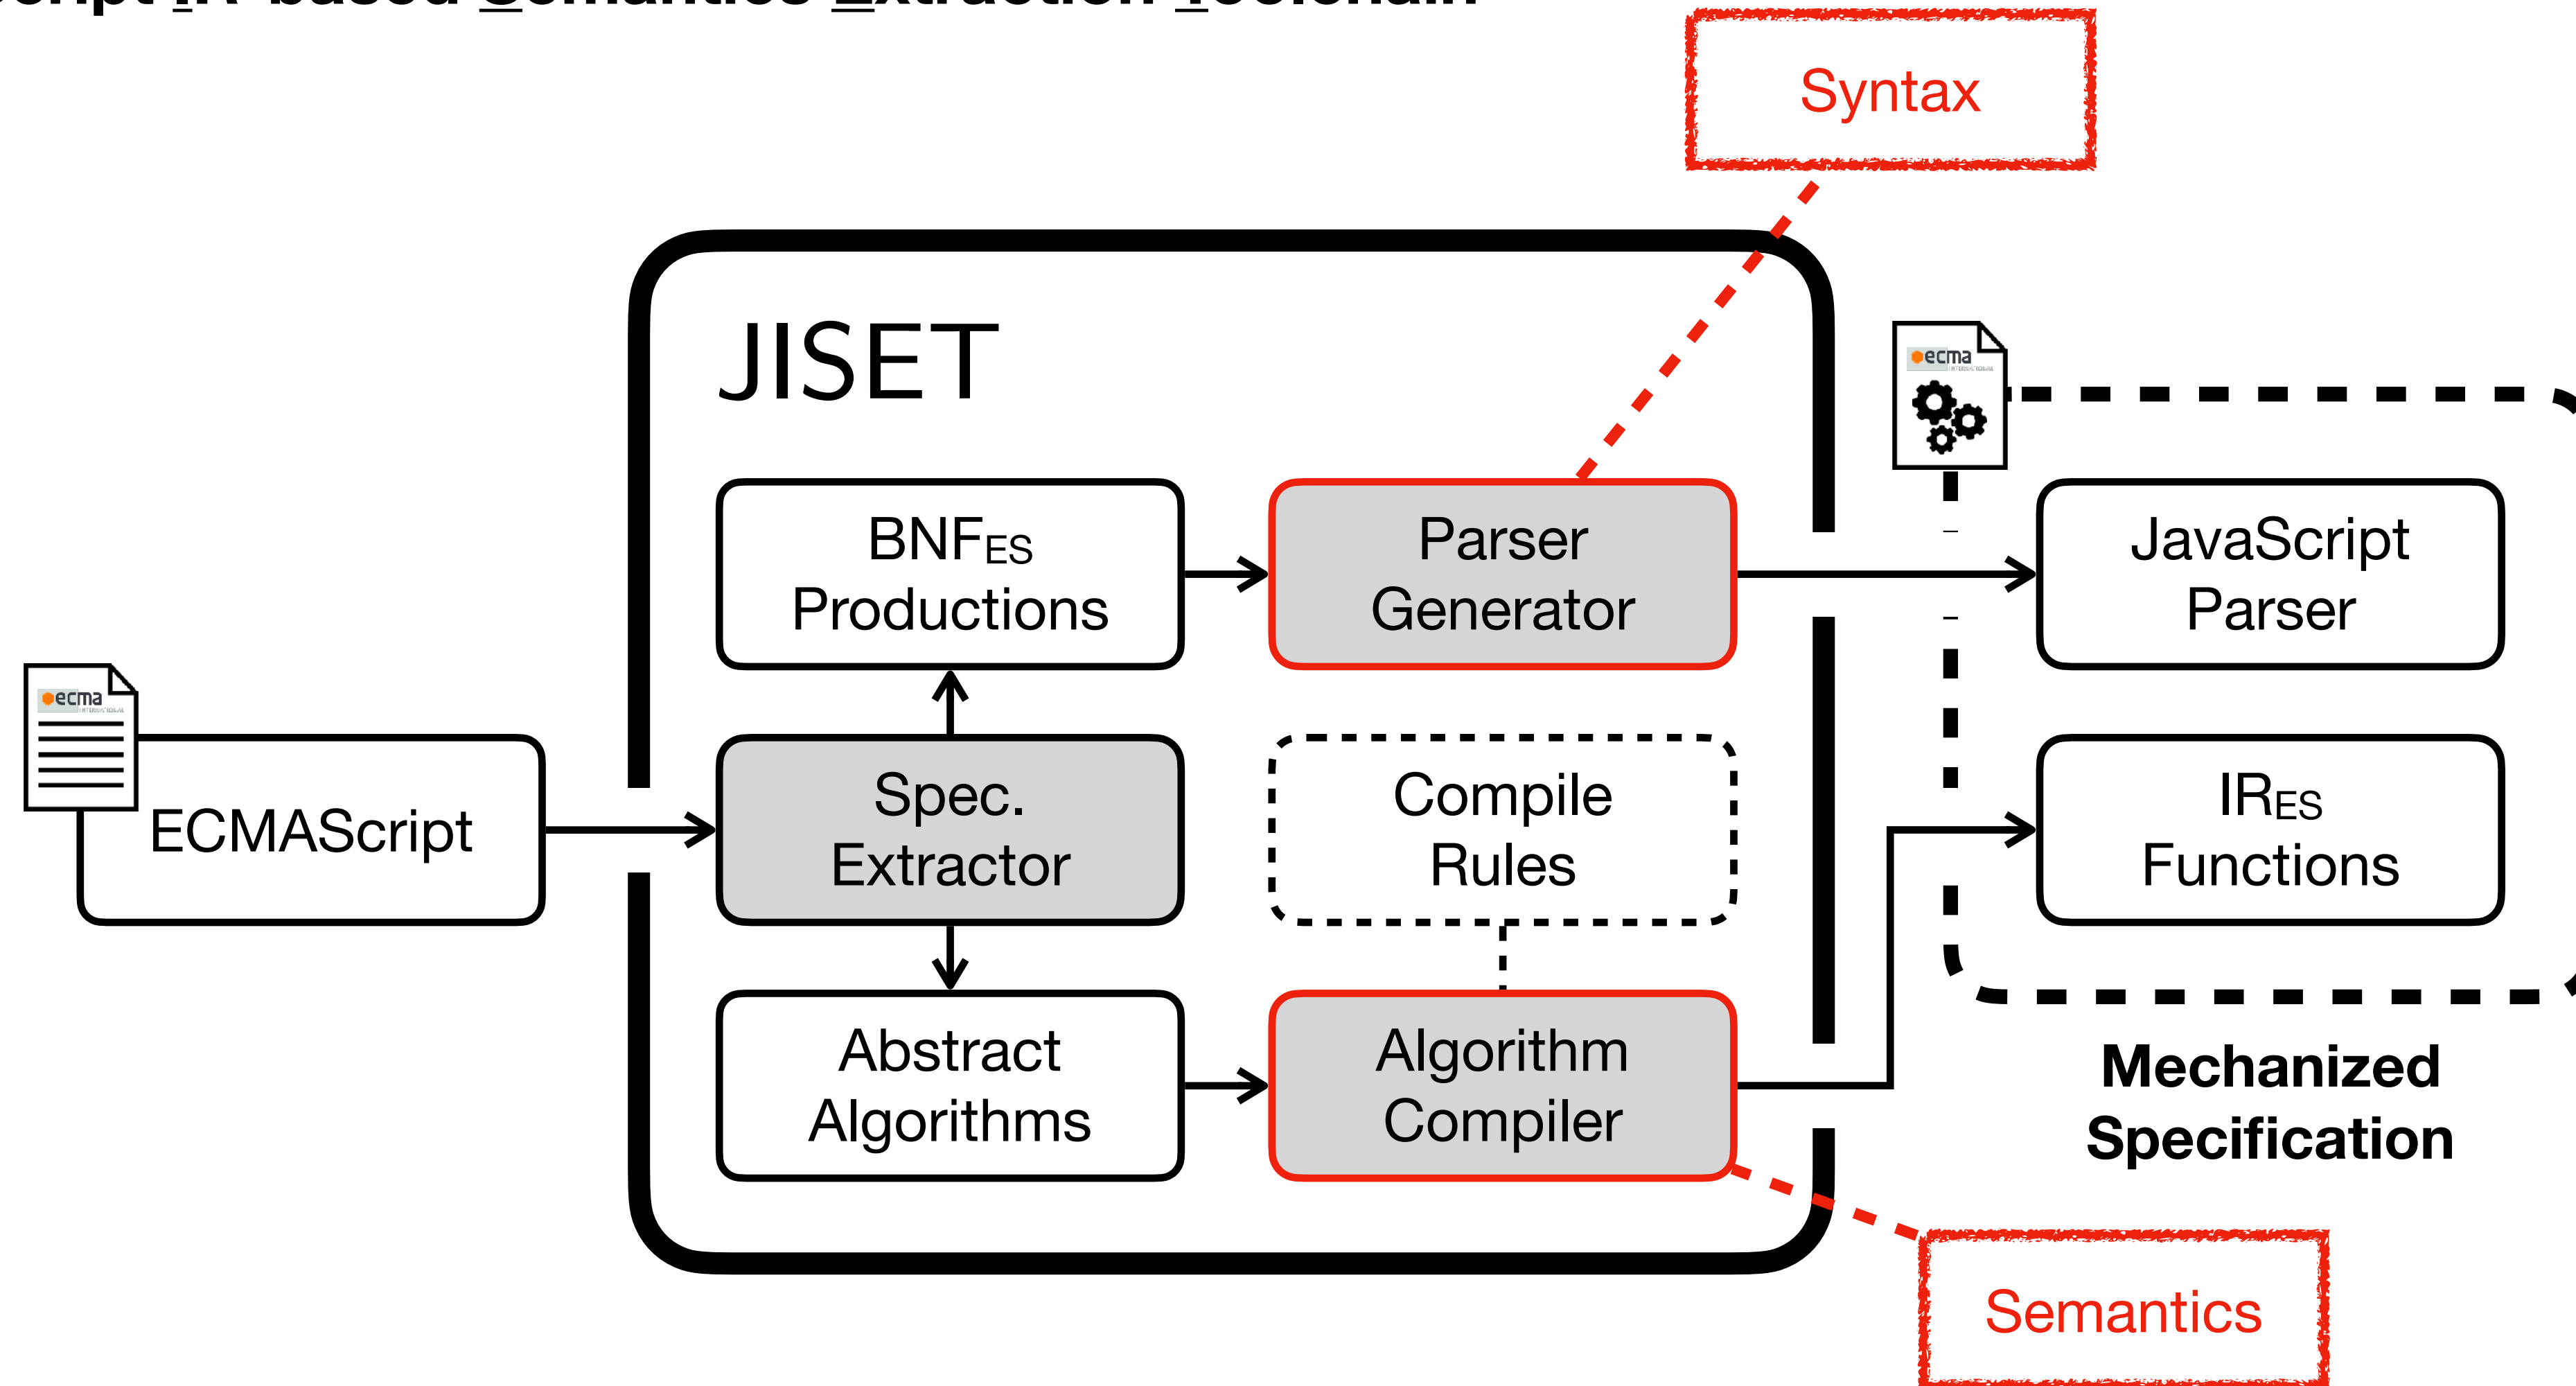 Syntax
JISET
ecma
BNFES
Productions
Parser
Generator
JavaScript
Parser
ecma
ECMAScript
Spec.
Extractor
Compile
Rules
IRES
Functions
Abstract
Algorithms
Algorithm
Compiler
Mechanized
Specification
Semantics